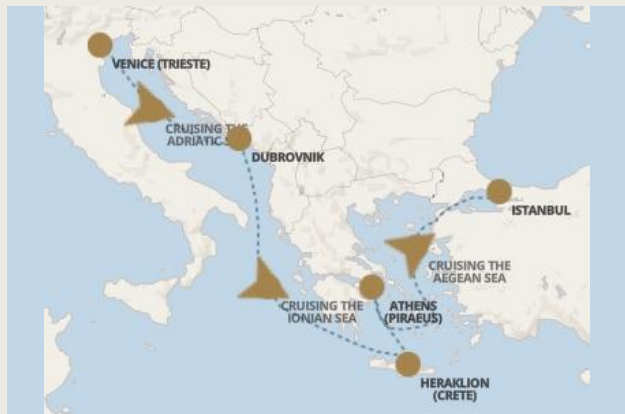 VENICE (TRIESTE)
CRUISING THE
ADRIATIC S
DUBROVNIK
ISTANBUL
CRUISING THE
AEGEAN SEA
CRUISING THE
IONIAN SEA
ATHENS
(PIRAEUS)
HERAKLION
(CRETE)